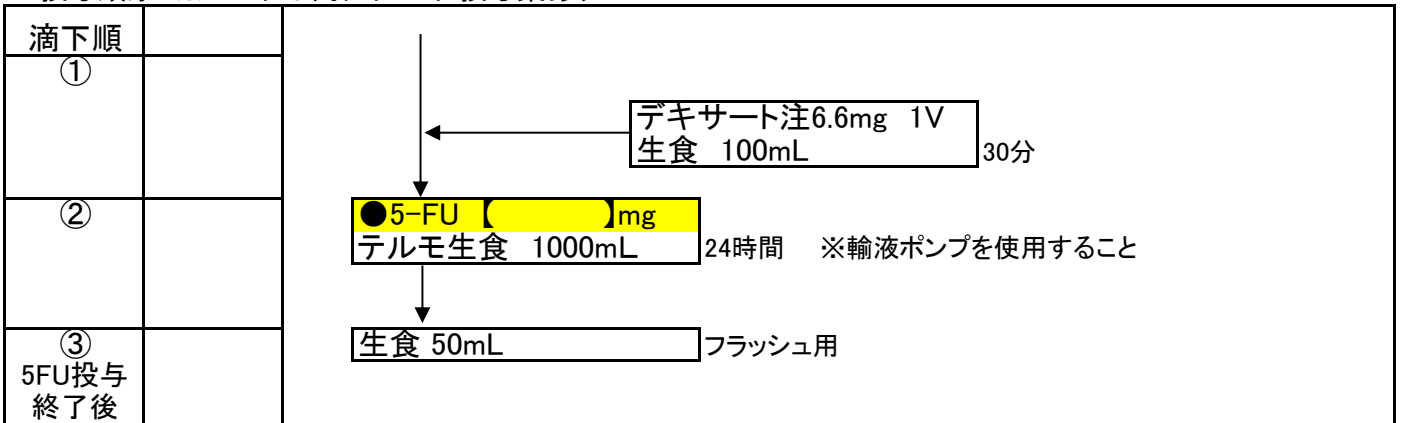 滴下順
①
デキサート注6.6mg 1V
生食 100mL 30分
② ●5-FU 【 】mg
テルモ生食 1000mL 24時間 ※輸液ポンプを使用すること
③ 生食 50mL フラッシュ用
5FU投与
終了後